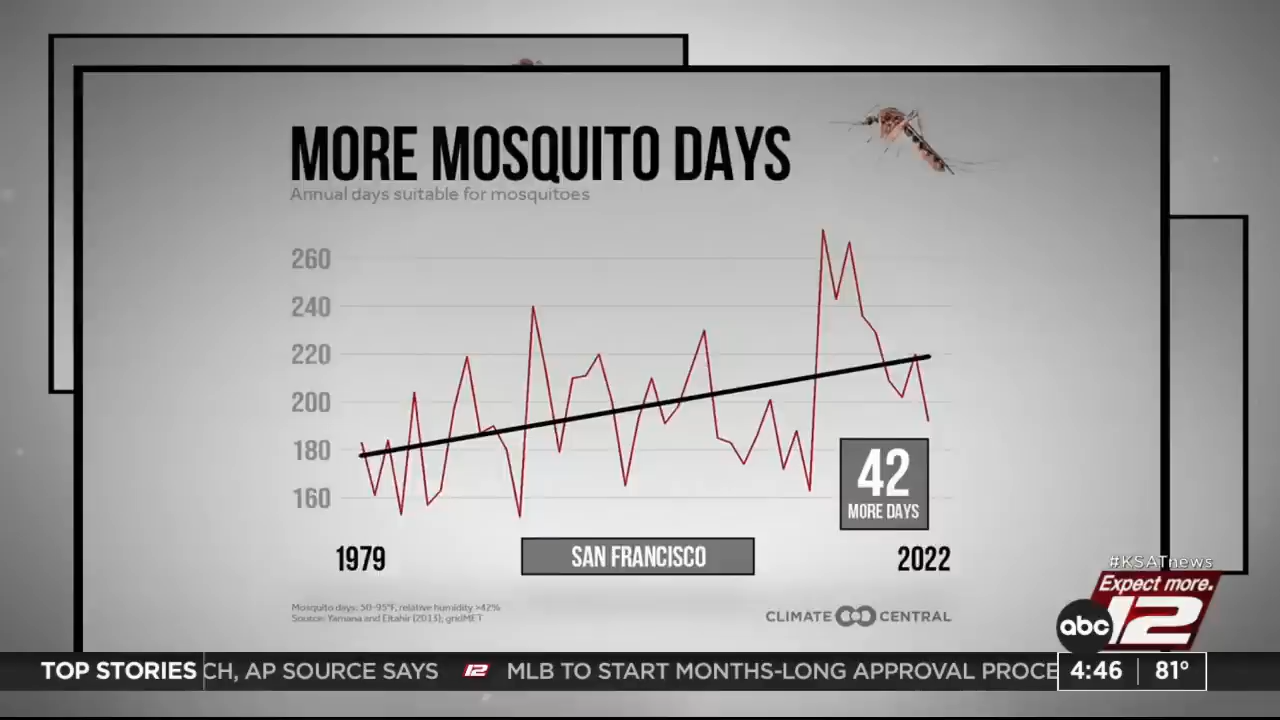 MORE MOSQUITO DAYS
Annual days suitable for mosquitoes
260
240
220
200
180
160
42
MORE DAYS
1979
SAN FRANCISCO
2022
Mosquito days: 50-95°F, relative humidity >42%
Source: Yamana and Eltahir (2013); gridMET
CLIMATE CENTRAL
#KSATnews
Expect more.
abc 12
TOP STORIES CH, AP SOURCE SAYS 12 MLB TO START MONTHS-LONG APPROVAL PROCE 4:46 81°